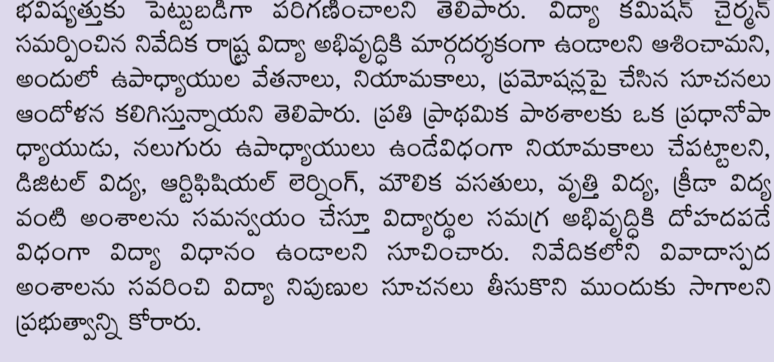 భవిష్యత్తుకు పెట్టుబడిగా పరిగణించాలని తెలిపారు. విద్యా కమిషన్ చైర్మన్
సమర్పించిన నివేదిక రాష్ట్ర విద్యా అభివృద్ధికి మార్గదర్శకంగా ఉండాలని ఆశించామని,
అందులో ఉపాధ్యాయుల వేతనాలు, నియామకాలు, ప్రమోషన్లపై చేసిన సూచనలు
ఆందోళన కలిగిస్తున్నాయని తెలిపారు. ప్రతి ప్రాథమిక పాఠశాలకు ఒక ప్రధానోపా
ధ్యాయుడు, నలుగురు ఉపాధ్యాయులు ఉండేవిధంగా నియామకాలు చేపట్టాలని,
డిజిటల్ విద్య, ఆర్టిఫిషియల్ లెర్నింగ్, మౌలిక వసతులు, వృత్తి విద్య, క్రీడా విద్య
వంటి అంశాలను సమన్వయం చేస్తూ విద్యార్థుల సమగ్ర అభివృద్ధికి దోహదపడే
విధంగా విద్యా విధానం ఉండాలని సూచించారు. నివేదికలోని వివాదాస్పద
అంశాలను సవరించి విద్యా నిపుణుల సూచనలు తీసుకొని ముందుకు సాగాలని
ప్రభుత్వాన్ని కోరారు.